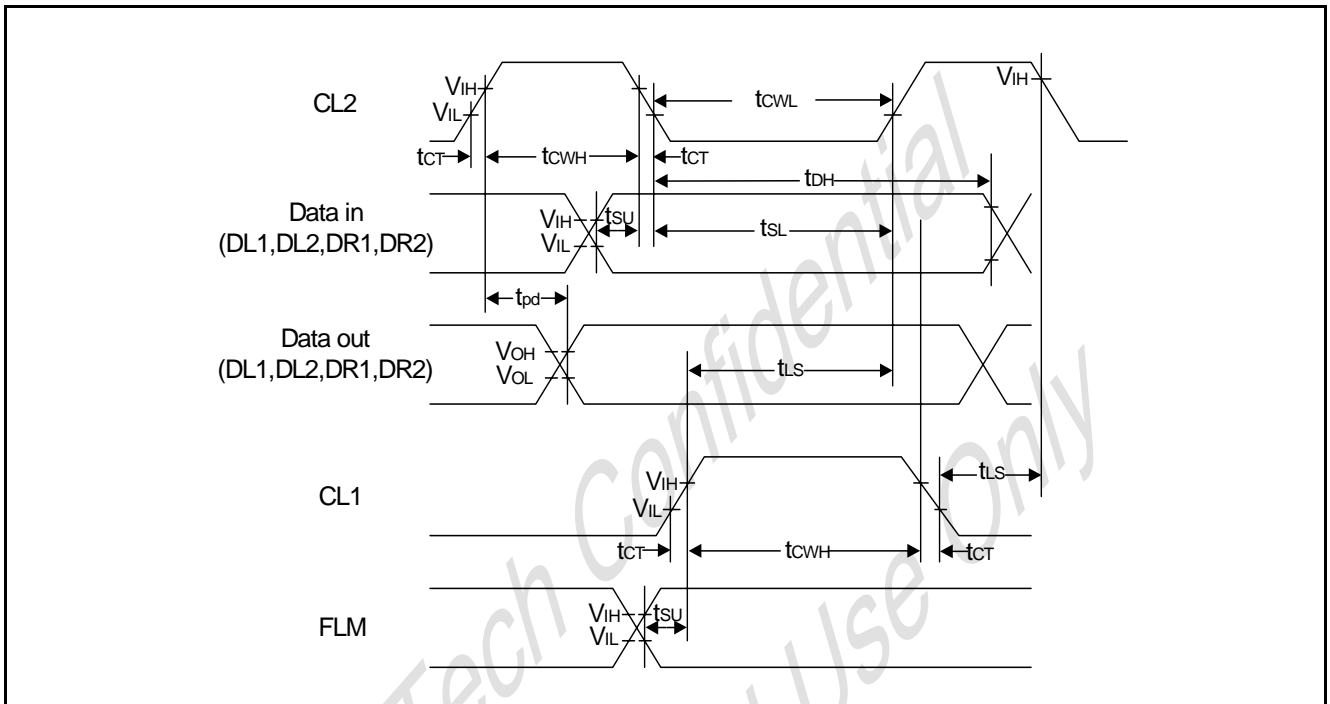 CL2
VIH
VIL
VIH
tCWL
tCT
tCWH
tCT
tDH
Data in
(DL1,DL2,DR1,DR2)
VIH
VIL
tSU
tSL
tpd
Data out
(DL1,DL2,DR1,DR2)
VOH
VOL
tLS
CL1
VIH
VIL
tLS
tCT
tCWH
tCT
FLM
VIH
VIL
tSU
Tech Confidential
Use Only